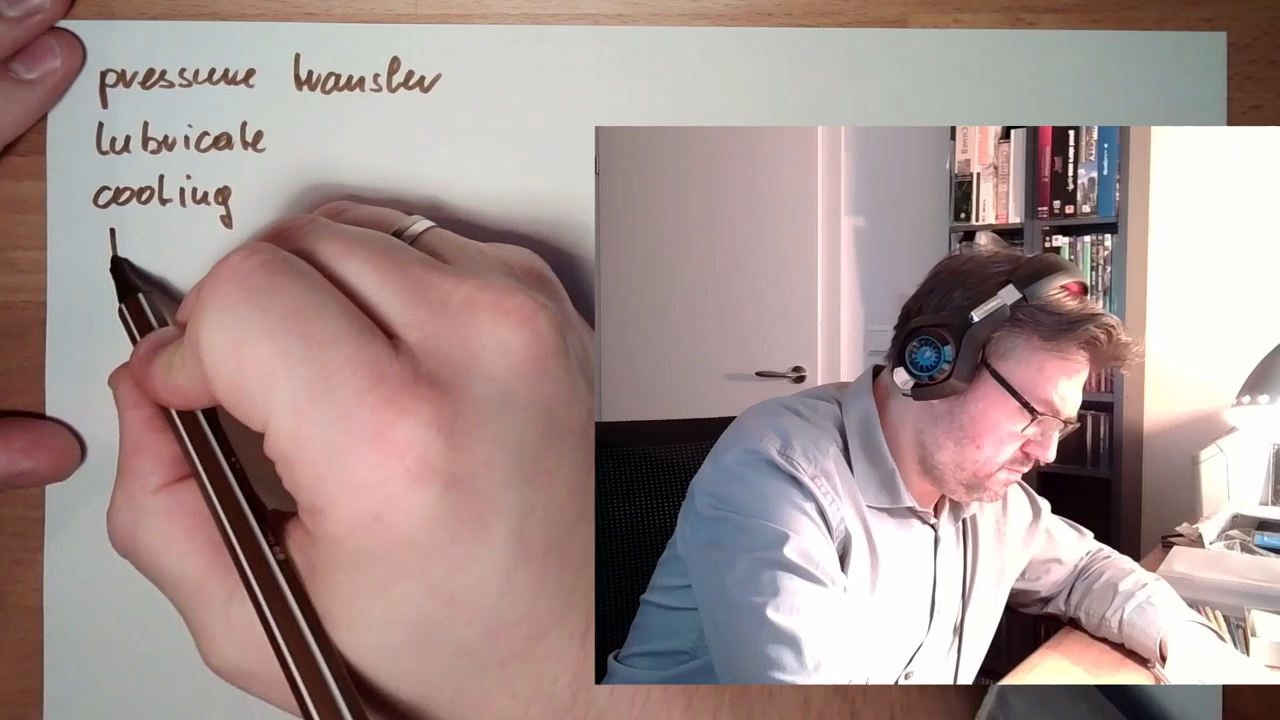 pressure transfer
lubricate
cooling